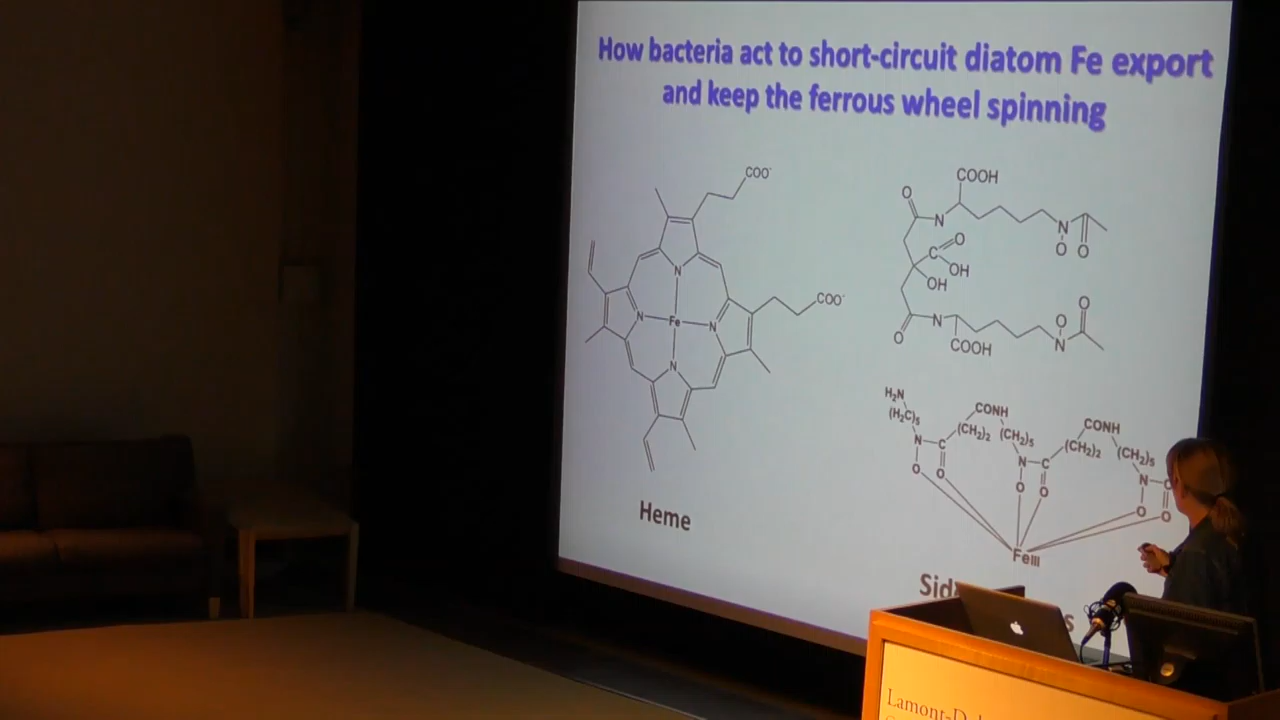 How bacteria act to short-circuit diatom Fe export
and keep the ferrous wheel spinning
COO-
COO-
N
N
Fe
N
N
Heme
COOH
O
N
N
O
O
C
O
OH
OH
O
O
N
N
O
COOH
H₂N
(H₂C)₅
CONH
(CH₂)₂
(CH₂)₅
CONH
(CH₂)₂
(CH₂)₅
N
C
N
C
N
C
O
O
O
O
O
O
FeIII
Sid
s
Lamont-D